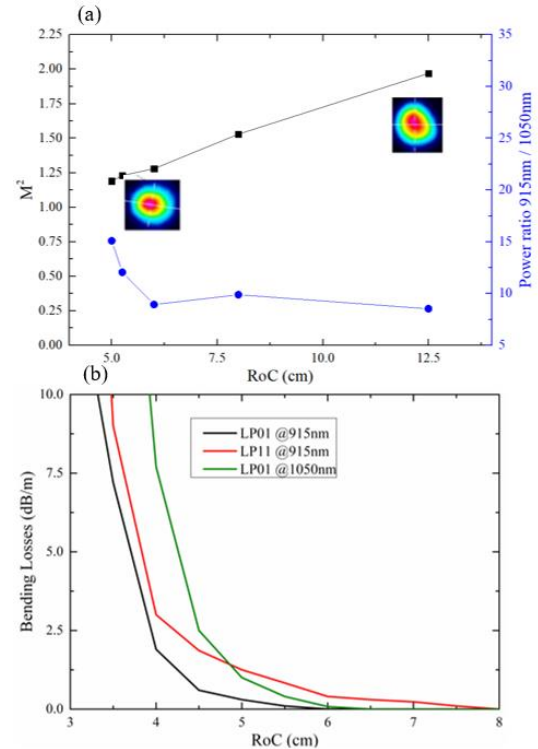 (a)
M²
2.25
2.00
1.75
1.50
1.25
1.00
0.75
0.50
0.25
0.00
35
30
25
20
15
10
5
Power ratio 915nm / 1050nm
5.0 7.5 10.0 12.5
RoC (cm)
(b)
Bending Losses (dB/m)
10.0
7.5
5.0
2.5
0.0
LP01 @915nm
LP11 @915nm
LP01 @1050nm
3 4 5 6 7 8
RoC (cm)